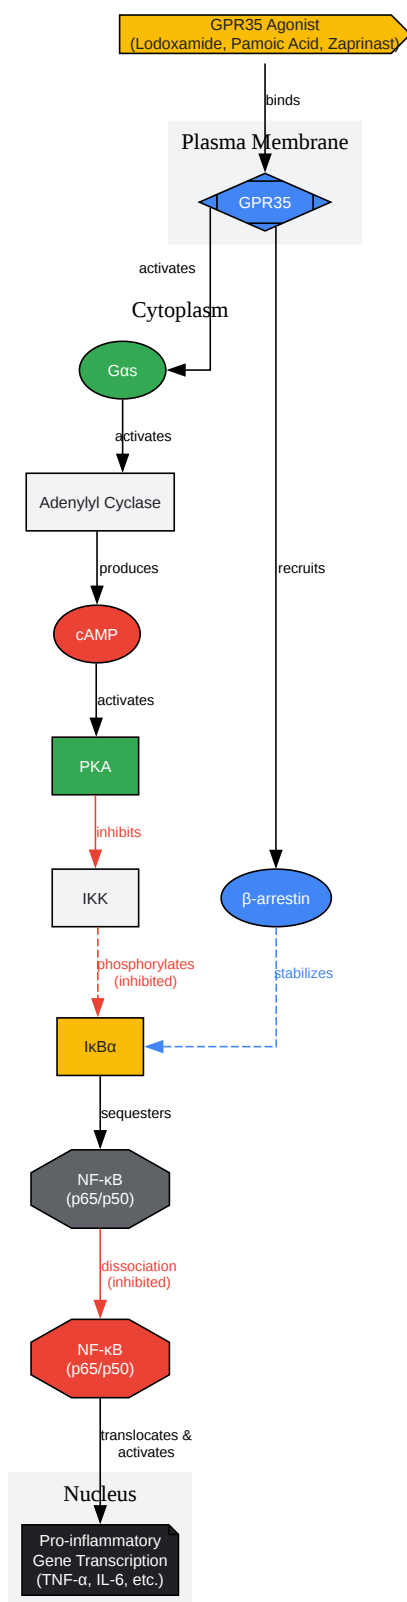 GPR35 Agonist
(Lodoxamide, Pamoic Acid, Zaprinast)
binds
Plasma Membrane
GPR35
activates
Cytoplasm
Gαs
activates
Adenylyl Cyclase
produces
recruits
cAMP
activates
PKA
inhibits
IKK
β-arrestin
phosphorylates
(inhibited)
stabilizes
IκBα
sequesters
NF-κB
(p65/p50)
dissociation
(inhibited)
NF-κB
(p65/p50)
translocates &
activates
Nucleus
Pro-inflammatory
Gene Transcription
(TNF-α, IL-6, etc.)